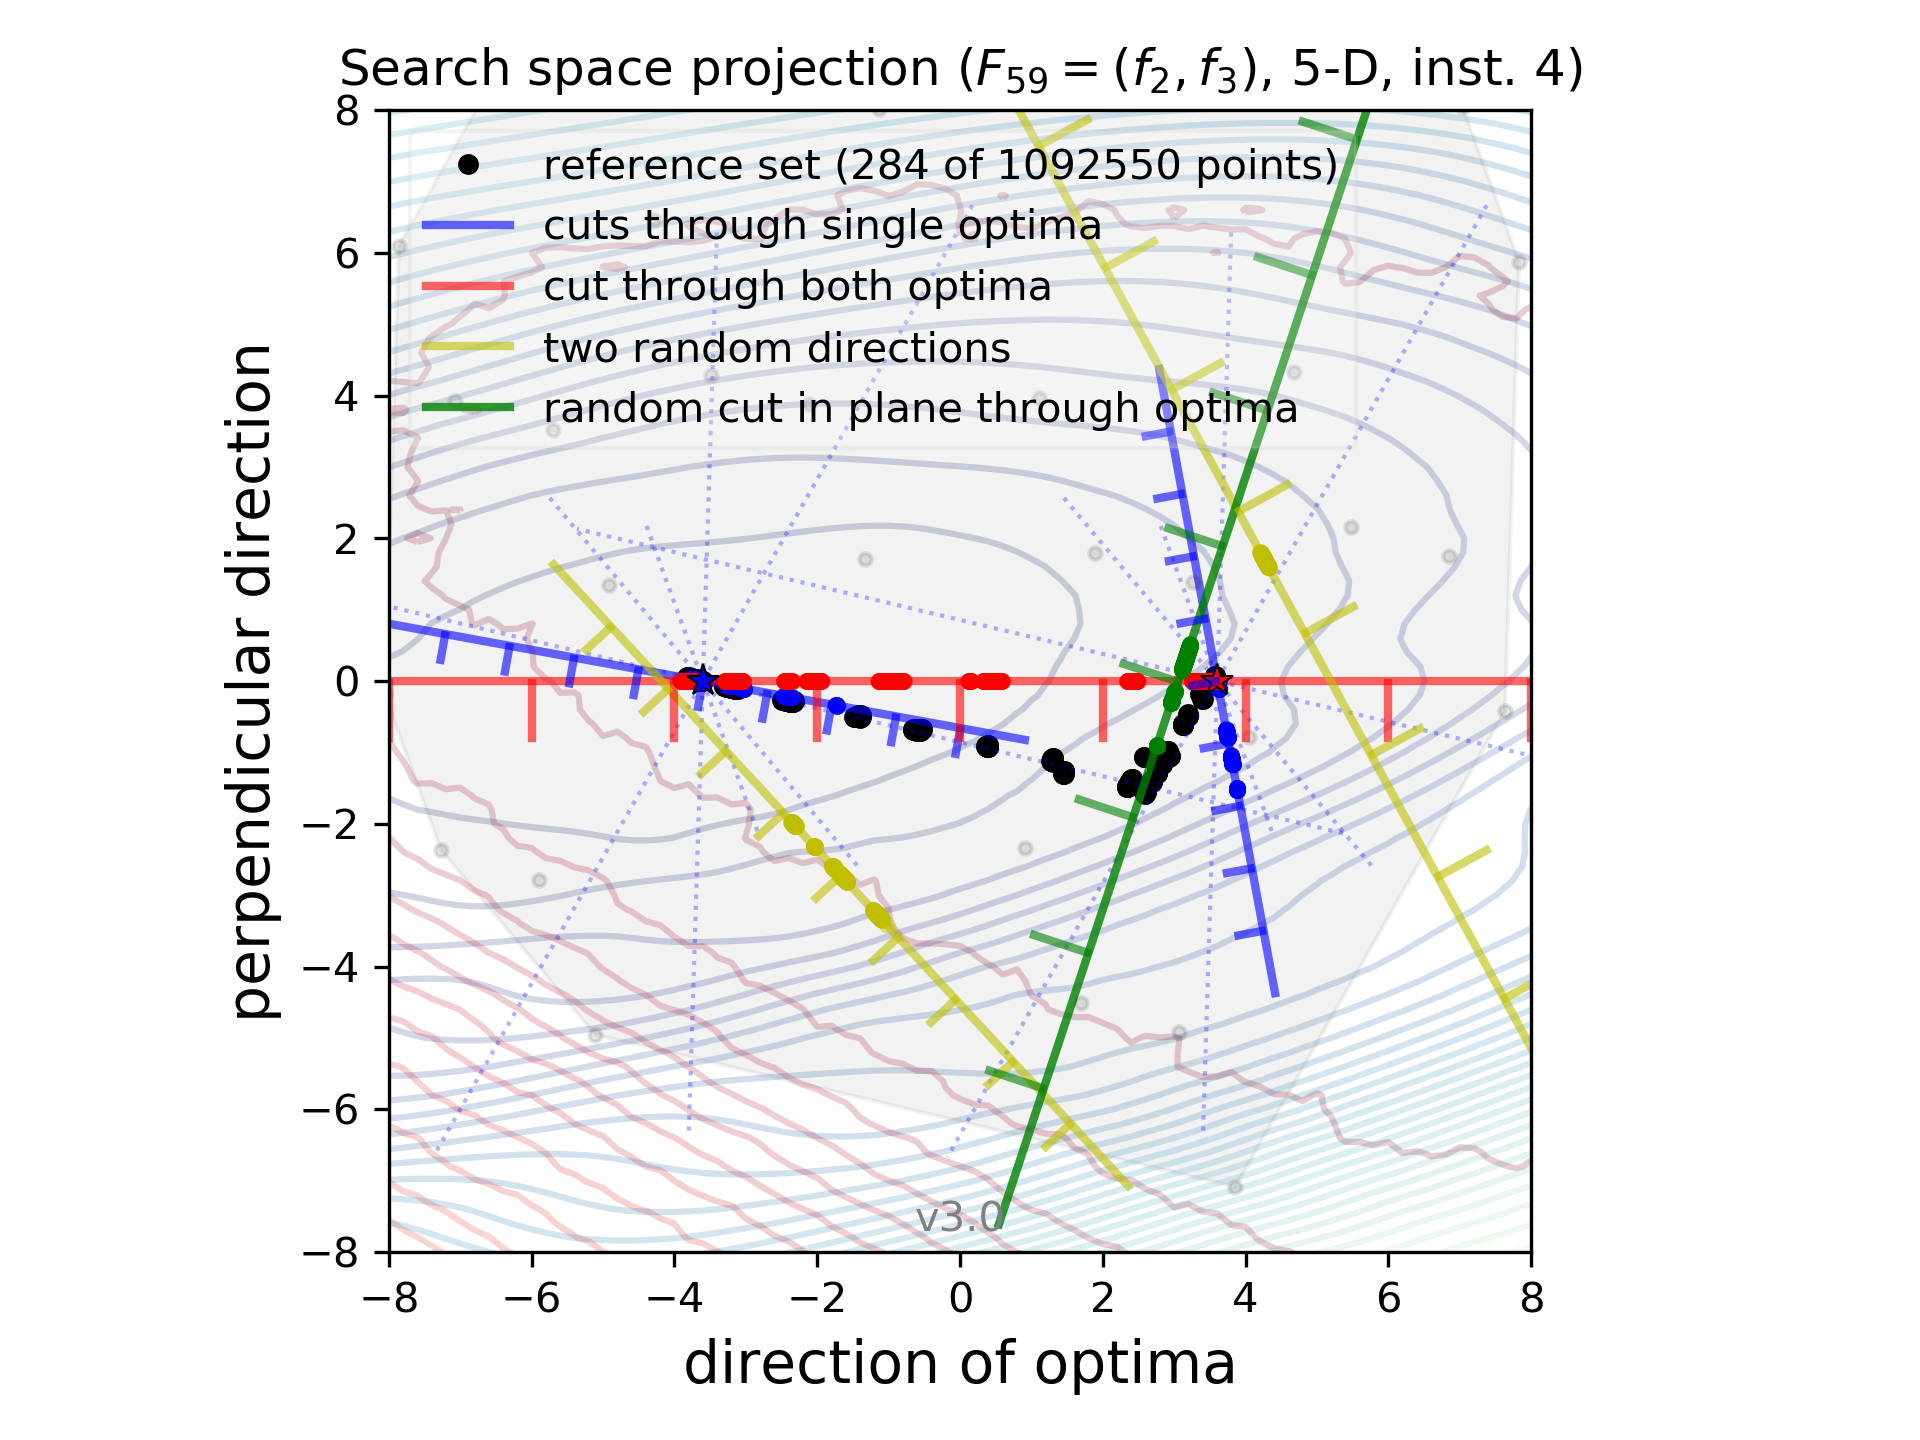 Search space projection (F₅₉ = (f₂, f₃), 5-D, inst. 4)
reference set (284 of 1092550 points)
cuts through single optima
cut through both optima
two random directions
random cut in plane through optima
8
6
4
2
0
−2
−4
−6
−8
perpendicular direction
v3.0
−8 −6 −4 −2 0 2 4 6 8
direction of optima